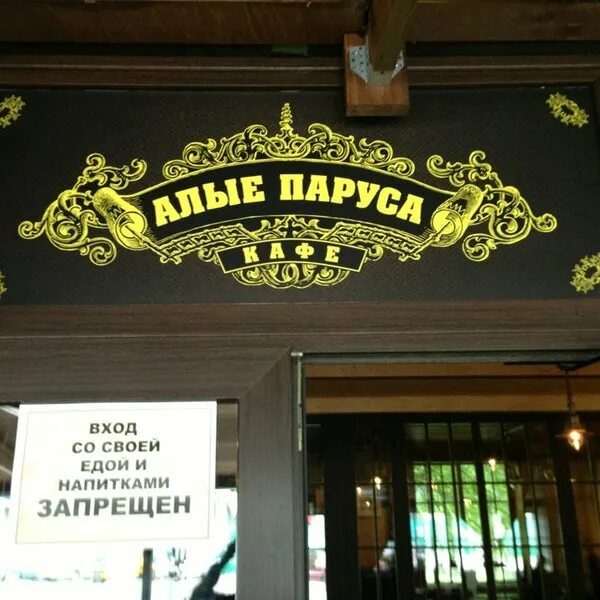 АЛЫЕ ПАРУСА
КАФЕ
ВХОД
СО СВОЕЙ
ЕДОЙ И
НАПИТКАМИ
ЗАПРЕЩЕН